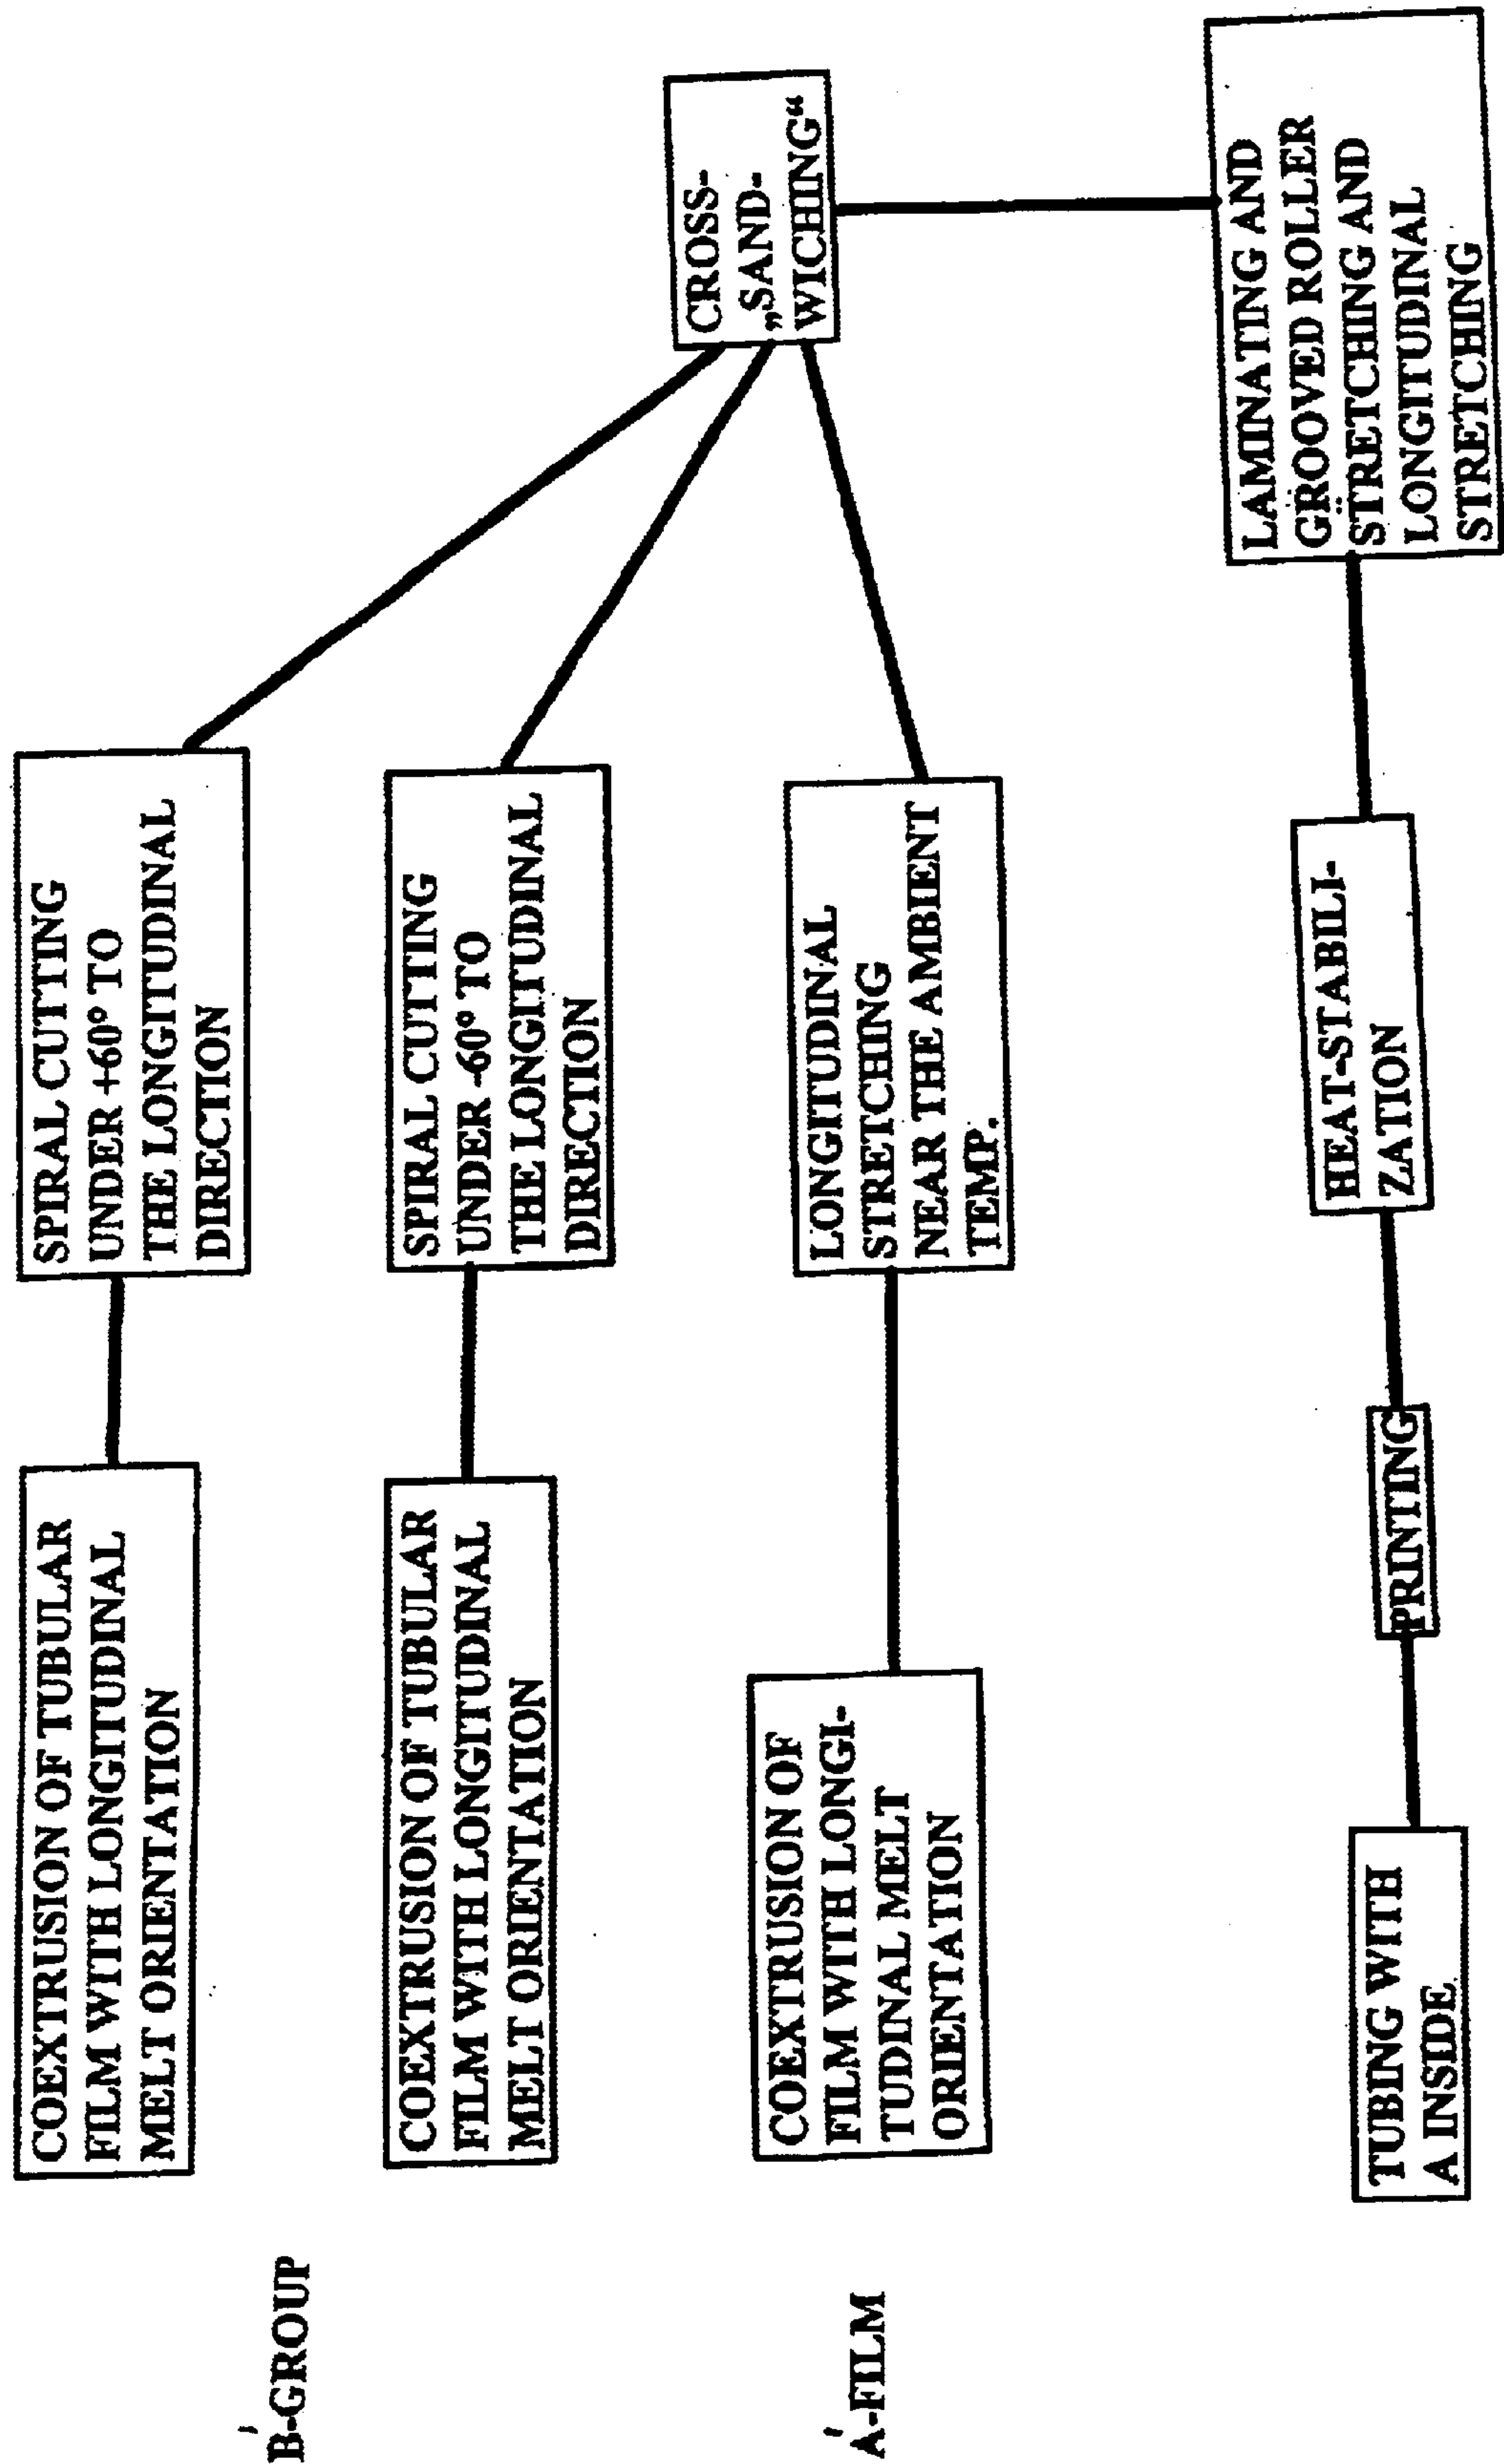 B-GROUP
COEXTRUSION OF TUBULAR
FILM WITH LONGITUDINAL
MELT ORIENTATION
SPIRAL CUTTING
UNDER +60° TO
THE LONGITUDINAL
DIRECTION
COEXTRUSION OF TUBULAR
FILM WITH LONGITUDINAL
MELT ORIENTATION
SPIRAL CUTTING
UNDER -60° TO
THE LONGITUDINAL
DIRECTION
CROSS-
„SAND-
WICHING“
A-FILM
COEXTRUSION OF
FILM WITH LONGI-
TUDINAL MELT
ORIENTATION
LONGITUDINAL
STRETCHING
NEAR THE AMBIENT
TEMP.
LAMINATING AND
GROOVED ROLLER
STRETCHING AND
LONGITUDINAL
STRETCHING
HEAT-STABILI-
ZATION
PRINTING
TUBING WITH
A INSIDE